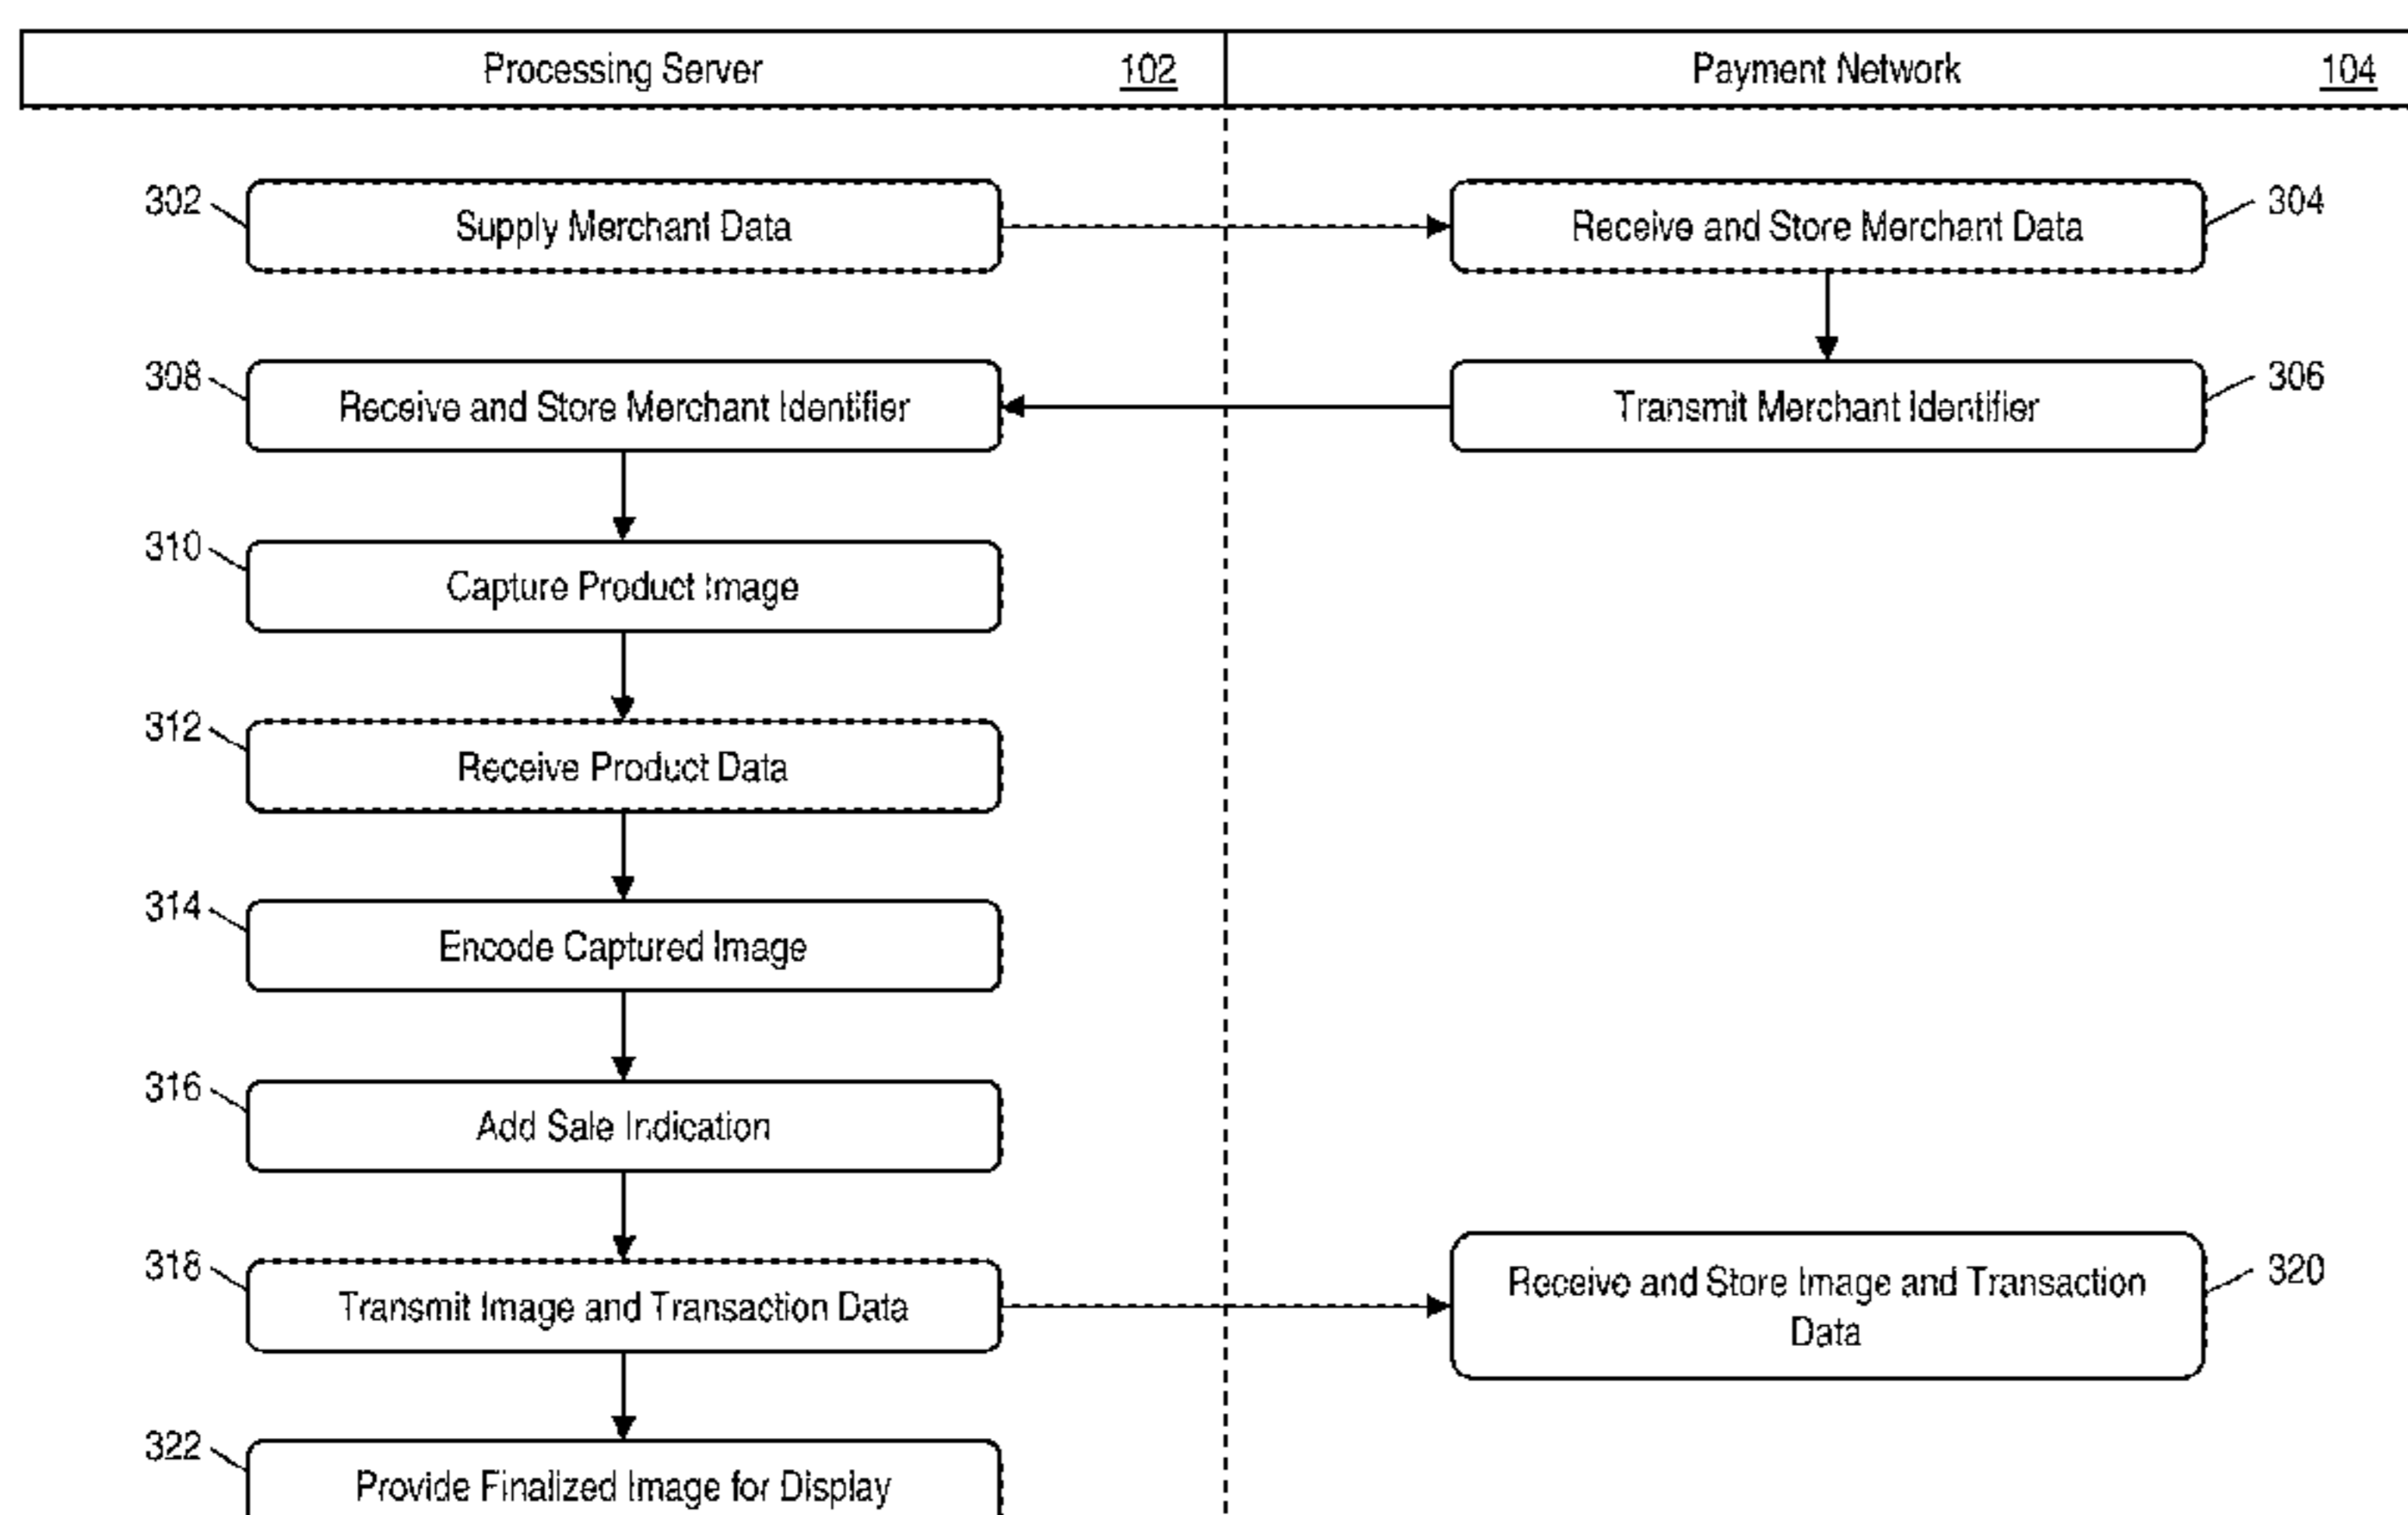 Processing Server 102 Payment Network 104
302 Supply Merchant Data Receive and Store Merchant Data 304
308 Receive and Store Merchant Identifier Transmit Merchant Identifier 306
310 Capture Product Image
312 Receive Product Data
314 Encode Captured Image
316 Add Sale Indication
318 Transmit Image and Transaction Data
Receive and Store Image and Transaction
Data
320
322 Provide Finalized Image for Display